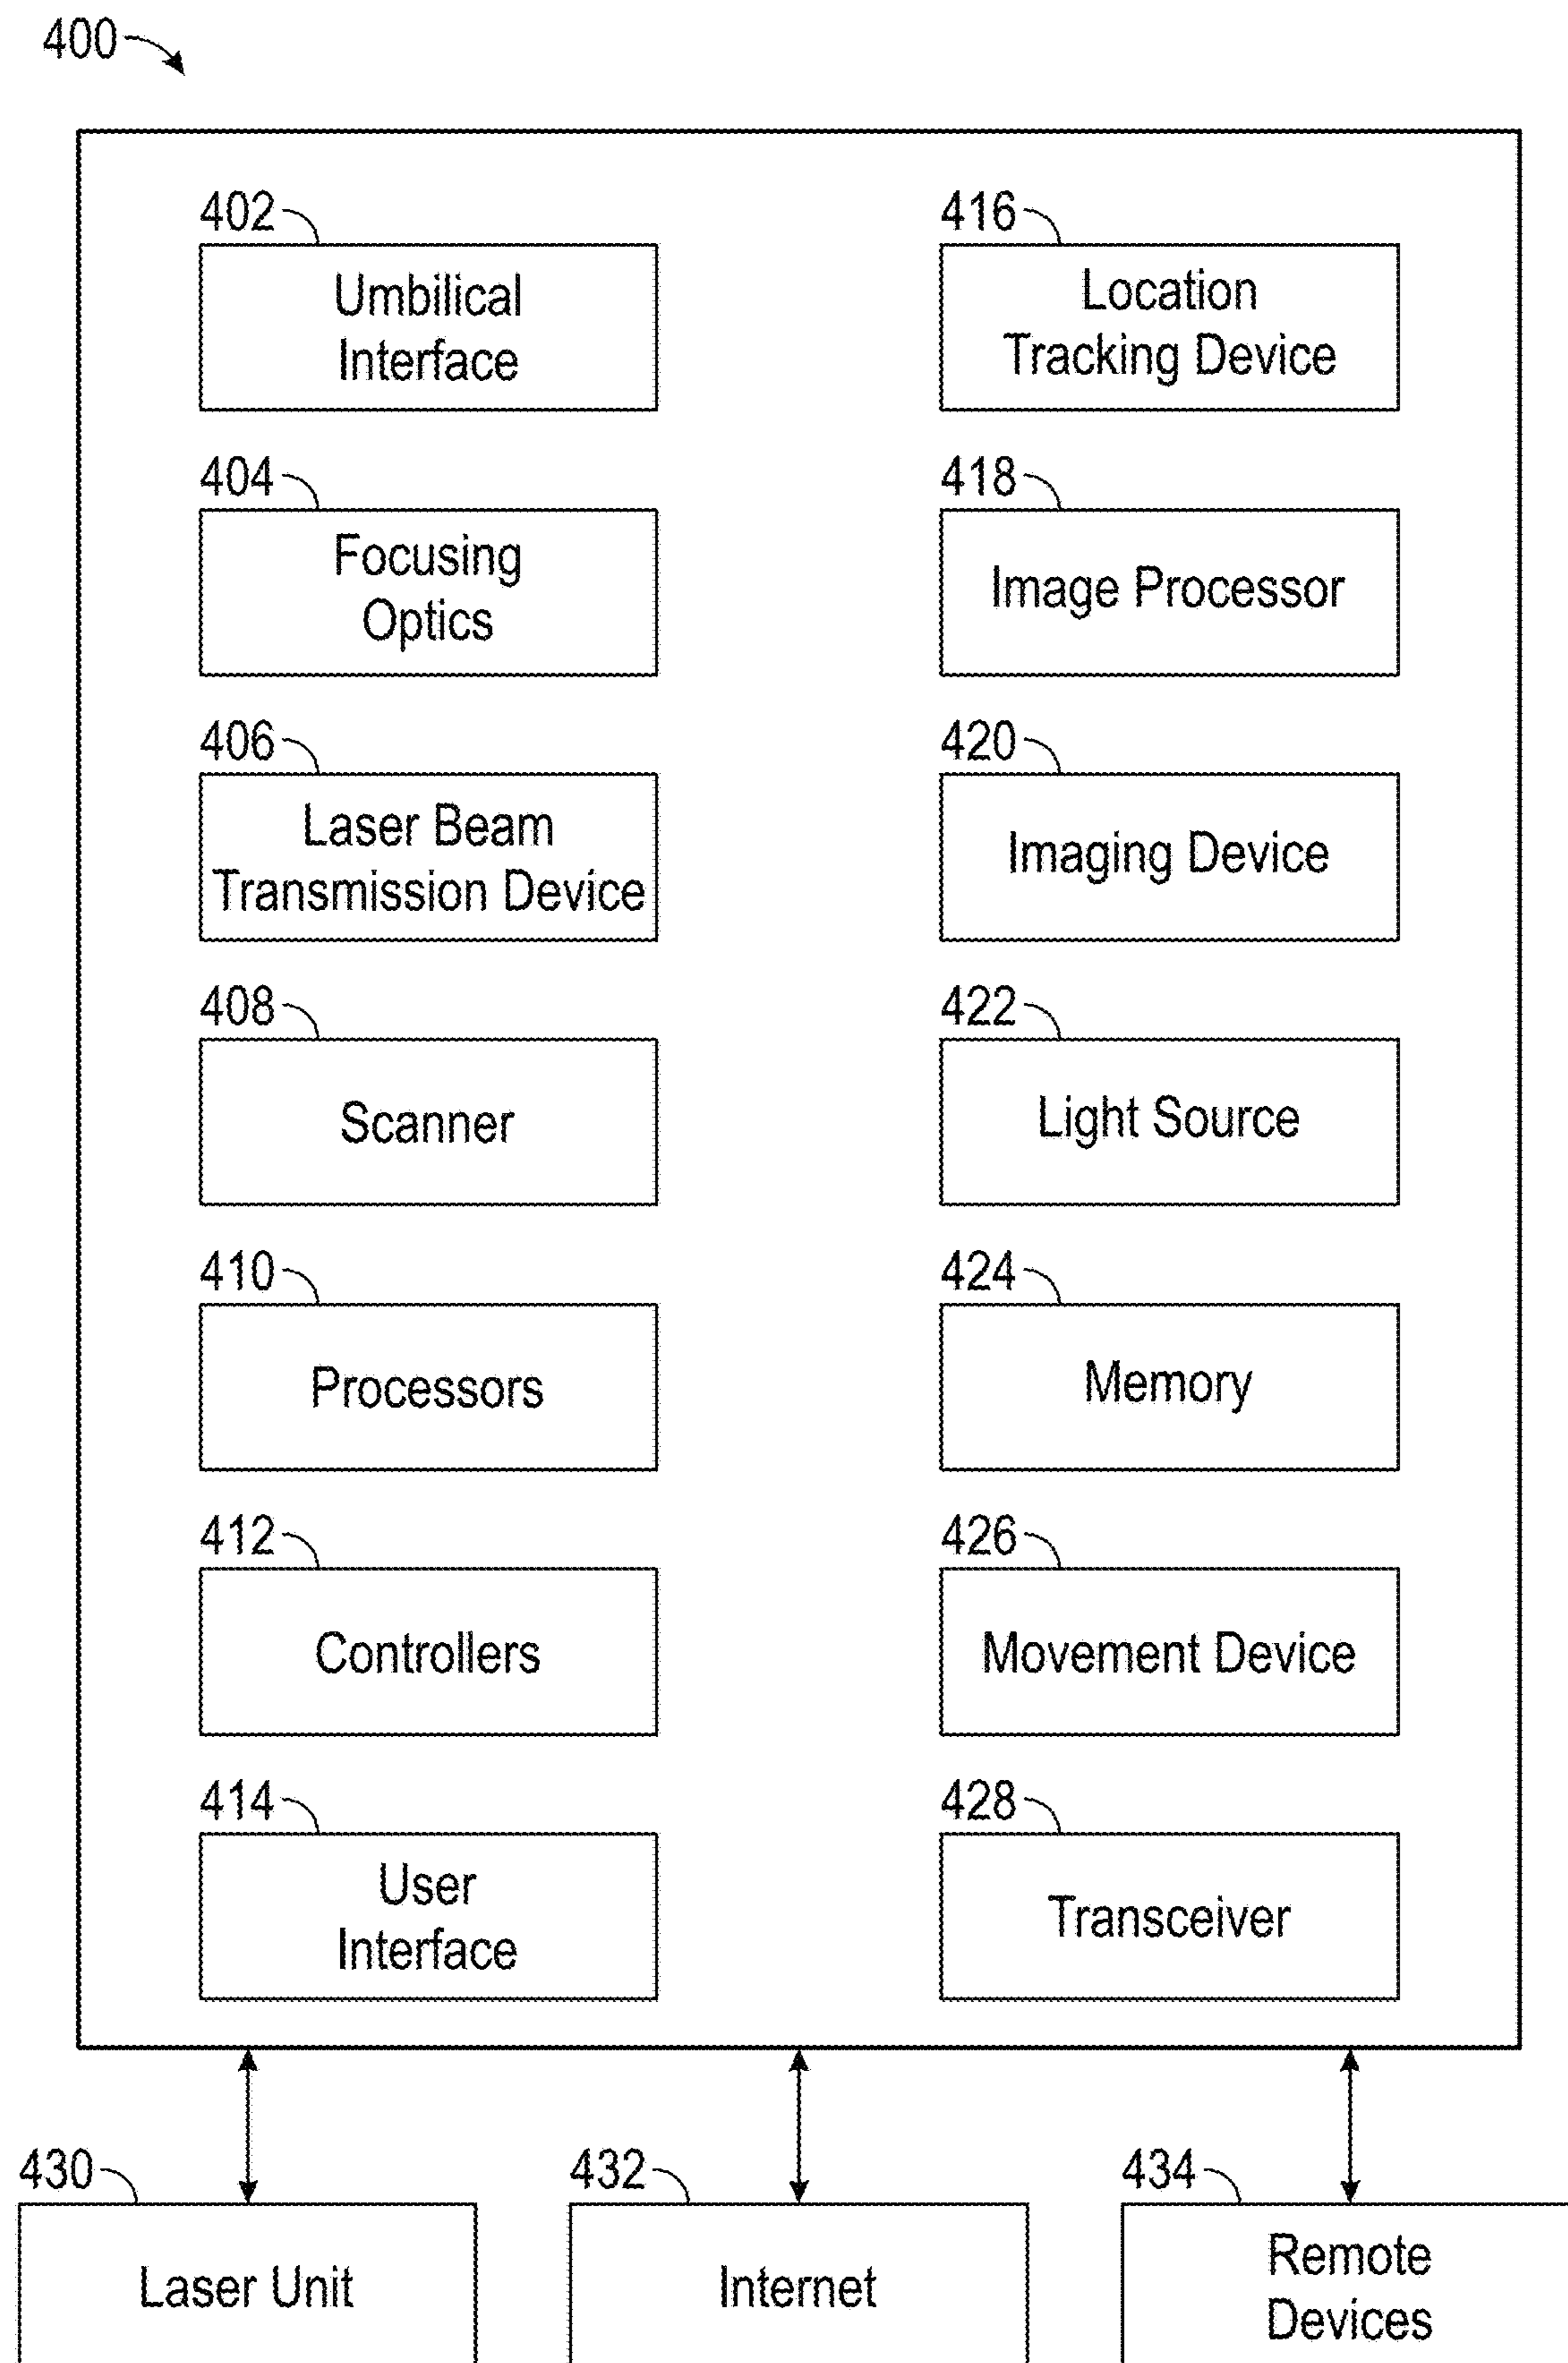 400
402
Umbilical
Interface
404
Focusing
Optics
406
Laser Beam
Transmission Device
408
Scanner
410
Processors
412
Controllers
414
User
Interface
416
Location
Tracking Device
418
Image Processor
420
Imaging Device
422
Light Source
424
Memory
426
Movement Device
428
Transceiver
430
Laser Unit
432
Internet
434
Remote
Devices